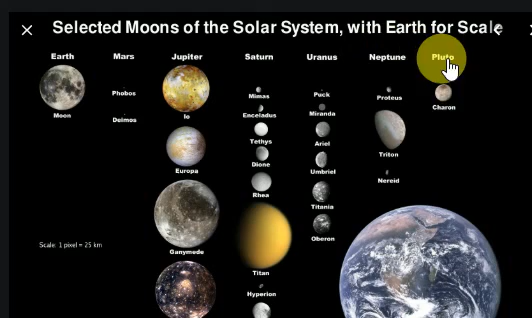 Selected Moons of the Solar System, with Earth for Scale
Earth Mars Jupiter Saturn Uranus Neptune Pluto
Moon
Phobos
Deimos
Io
Europa
Ganymede
Mimas
Enceladus
Tethys
Dione
Rhea
Titan
Hyperion
Puck
Miranda
Ariel
Umbriel
Titania
Oberon
Proteus
Triton
Nereid
Charon
Scale: 1 pixel = 25 km